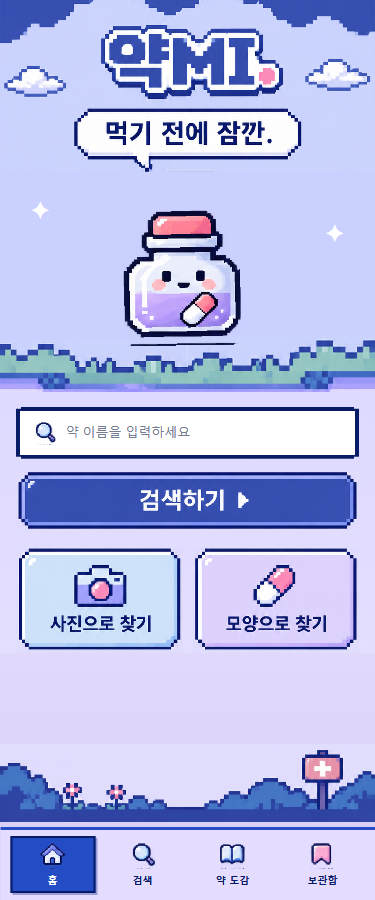 약MI.
먹기 전에 잠깐.
약 이름을 입력하세요
검색하기
사진으로 찾기
모양으로 찾기
홈
검색
약 도감
보관함